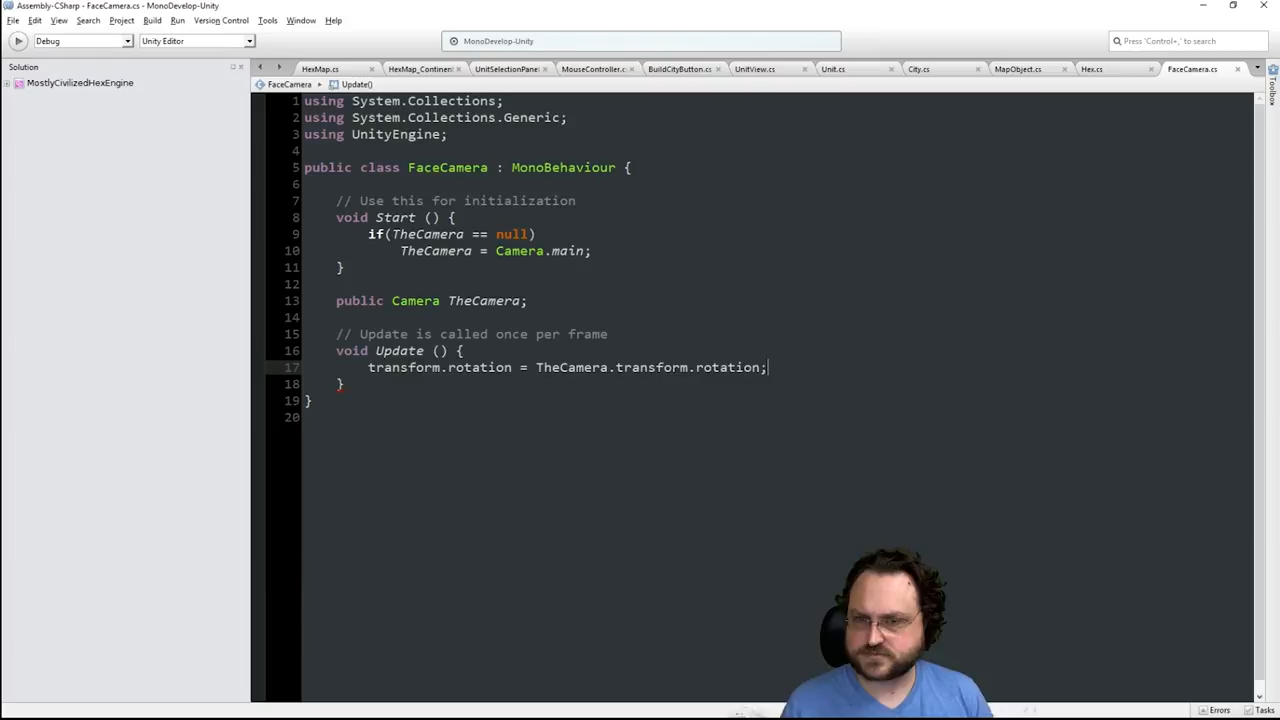 Assembly-CSharp - FaceCamera.cs - MonoDevelop-Unity
File Edit View Search Project Build Run Version Control Tools Window Help
Debug Unity Editor MonoDevelop-Unity Press 'Control+,' to search
Solution
HexMap.cs HexMap_Continent UnitSelectionPanel MouseController.c BuildCityButton.cs UnitView.cs Unit.cs City.cs MapObject.cs Hex.cs FaceCamera.cs
MostlyCivilizedHexEngine
FaceCamera Update()
Toolbox
1 using System.Collections;
2 using System.Collections.Generic;
3 using UnityEngine;
4
5 public class FaceCamera : MonoBehaviour {
6
7 // Use this for initialization
8 void Start () {
9 if(TheCamera == null)
10 TheCamera = Camera.main;
11 }
12
13 public Camera TheCamera;
14
15 // Update is called once per frame
16 void Update () {
17 transform.rotation = TheCamera.transform.rotation;
18 }
19 }
20
Errors Tasks